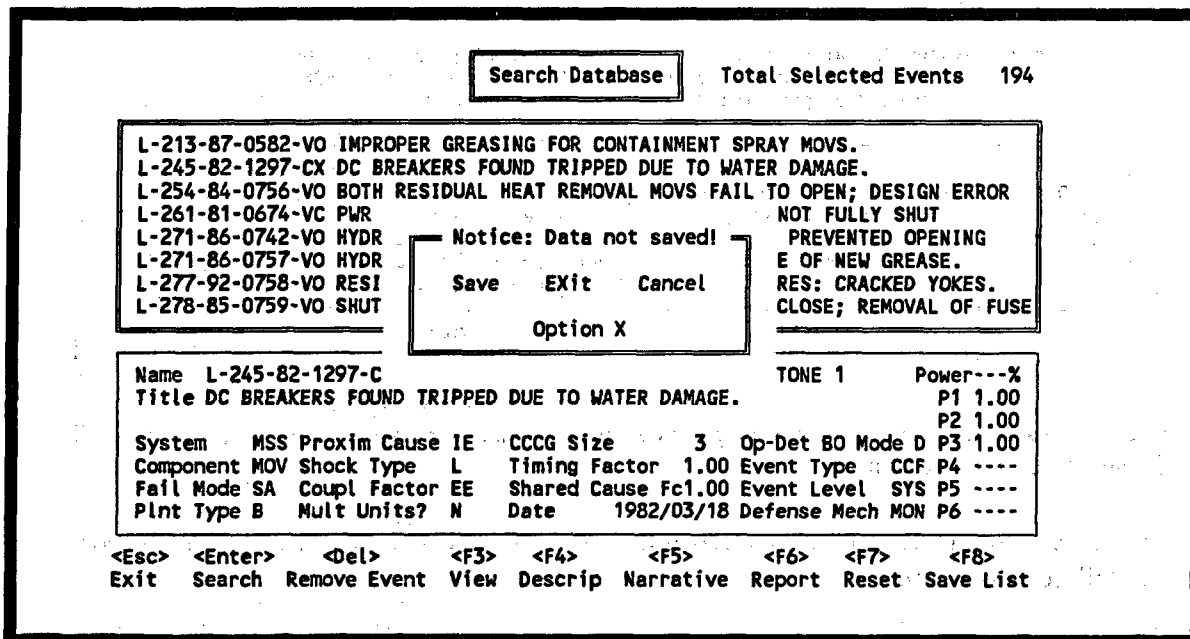 Search Database Total Selected Events 194
L-213-87-0582-VO IMPROPER GREASING FOR CONTAINMENT SPRAY MOVS.
L-245-82-1297-CX DC BREAKERS FOUND TRIPPED DUE TO WATER DAMAGE.
L-254-84-0756-VO BOTH RESIDUAL HEAT REMOVAL MOVS FAIL TO OPEN; DESIGN ERROR
L-261-81-0674-VC PWR NOT FULLY SHUT
L-271-86-0742-VO HYDR PREVENTED OPENING
L-271-86-0757-VO HYDR E OF NEW GREASE.
L-277-92-0758-VO RESI RES: CRACKED YOKES.
L-278-85-0759-VO SHUT CLOSE; REMOVAL OF FUSE
Notice: Data not saved!
Save EXit Cancel
Option X
Name L-245-82-1297-C TONE 1 Power---%
Title DC BREAKERS FOUND TRIPPED DUE TO WATER DAMAGE. P1 1.00
P2 1.00
System MSS Proxim Cause IE CCCG Size 3 Op-Det BO Mode D P3 1.00
Component MOV Shock Type L Timing Factor 1.00 Event Type CCF P4 ----
Fail Mode SA Coupl Factor EE Shared Cause Fc1.00 Event Level SYS P5 ----
Plnt Type B Mult Units? N Date 1982/03/18 Defense Mech MON P6 ----
<Esc> <Enter> <Del> <F3> <F4> <F5> <F6> <F7> <F8>
Exit Search Remove Event View Descrip Narrative Report Reset Save List